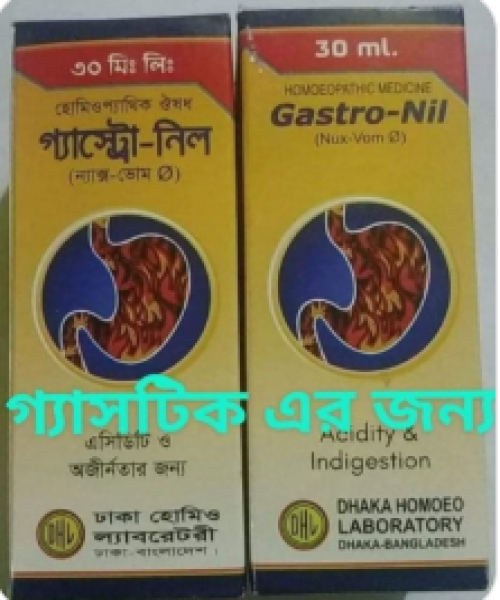 ৩০ মিঃ লিঃ
হোমিওপ্যাথিক ঔষধ
গ্যাস্ট্রো-নিল
(ন্যাক্স-ভোম Ø)
এসিডিটি ও
অজীর্নতার জন্য
DHL
ঢাকা হোমিও
ল্যাবরেটরী
ঢাকা-বাংলাদেশ।
30 ml.
HOMOEOPATHIC MEDICINE
Gastro-Nil
(Nux-Vom Ø)
গ্যাসটিক এর জন্য
Acidity &
Indigestion
DHL
DHAKA HOMOEO
LABORATORY
DHAKA-BANGLADESH